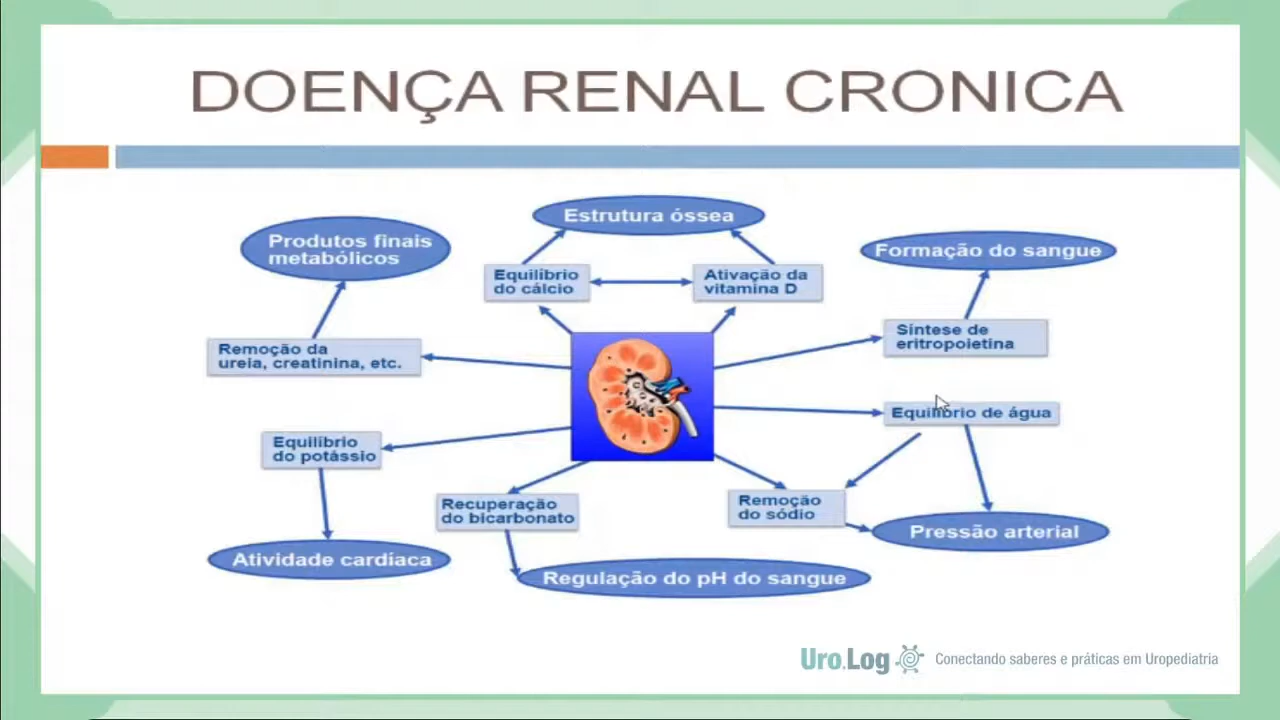 DOENÇA RENAL CRONICA
Estrutura óssea
Produtos finais
metabólicos
Formação do sangue
Equilíbrio
do cálcio
Ativação da
vitamina D
Síntese de
eritropoietina
Remoção da
ureia, creatinina, etc.
Equilíbrio de água
Equilíbrio
do potássio
Recuperação
do bicarbonato
Remoção
do sódio
Pressão arterial
Atividade cardíaca
Regulação do pH do sangue
Uro.Log
Conectando saberes e práticas em Uropediatria